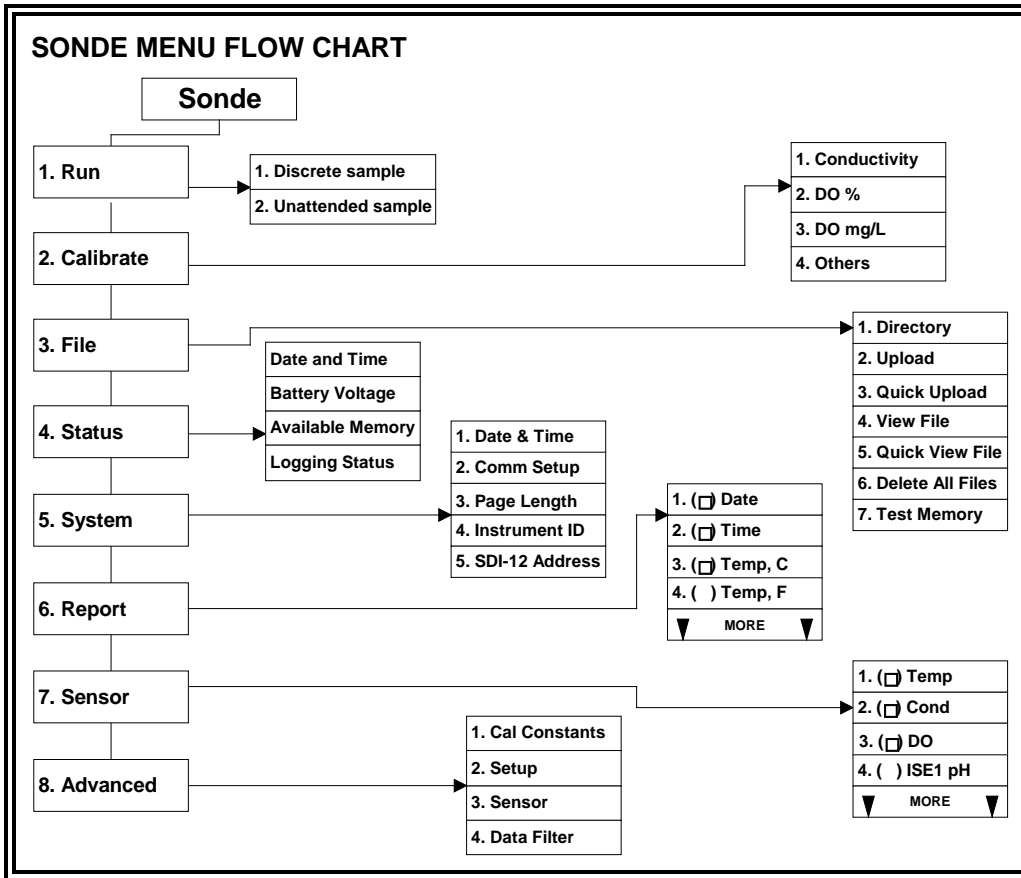 SONDE MENU FLOW CHART
Sonde
1. Run
1. Discrete sample
2. Unattended sample
2. Calibrate
1. Conductivity
2. DO %
3. DO mg/L
4. Others
3. File
1. Directory
2. Upload
3. Quick Upload
4. View File
5. Quick View File
6. Delete All Files
7. Test Memory
4. Status
Date and Time
Battery Voltage
Available Memory
Logging Status
5. System
1. Date & Time
2. Comm Setup
3. Page Length
4. Instrument ID
5. SDI-12 Address
6. Report
1. (□) Date
2. (□) Time
3. (□) Temp, C
4. ( ) Temp, F
MORE
7. Sensor
1. (□) Temp
2. (□) Cond
3. (□) DO
4. ( ) ISE1 pH
MORE
8. Advanced
1. Cal Constants
2. Setup
3. Sensor
4. Data Filter